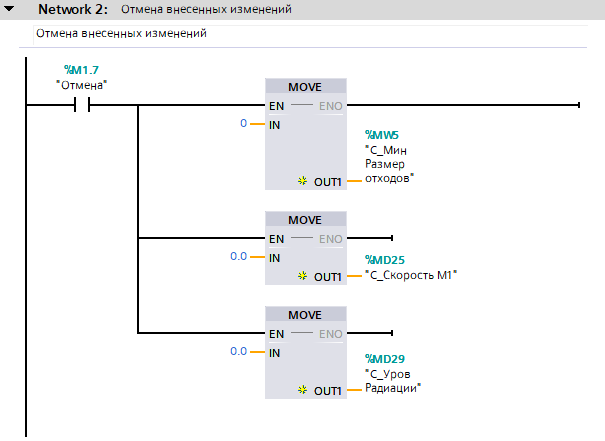 Network 2: Отмена внесенных изменений
Отмена внесенных изменений
%M1.7
"Отмена"
MOVE
EN ENO
0 IN
%MW5
"С_Мин
Размер
отходов"
OUT1
MOVE
EN ENO
0.0 IN
%MD25
OUT1 "С_Скорость М1"
MOVE
EN ENO
0.0 IN
%MD29
"С_Уров
Радиации"
OUT1